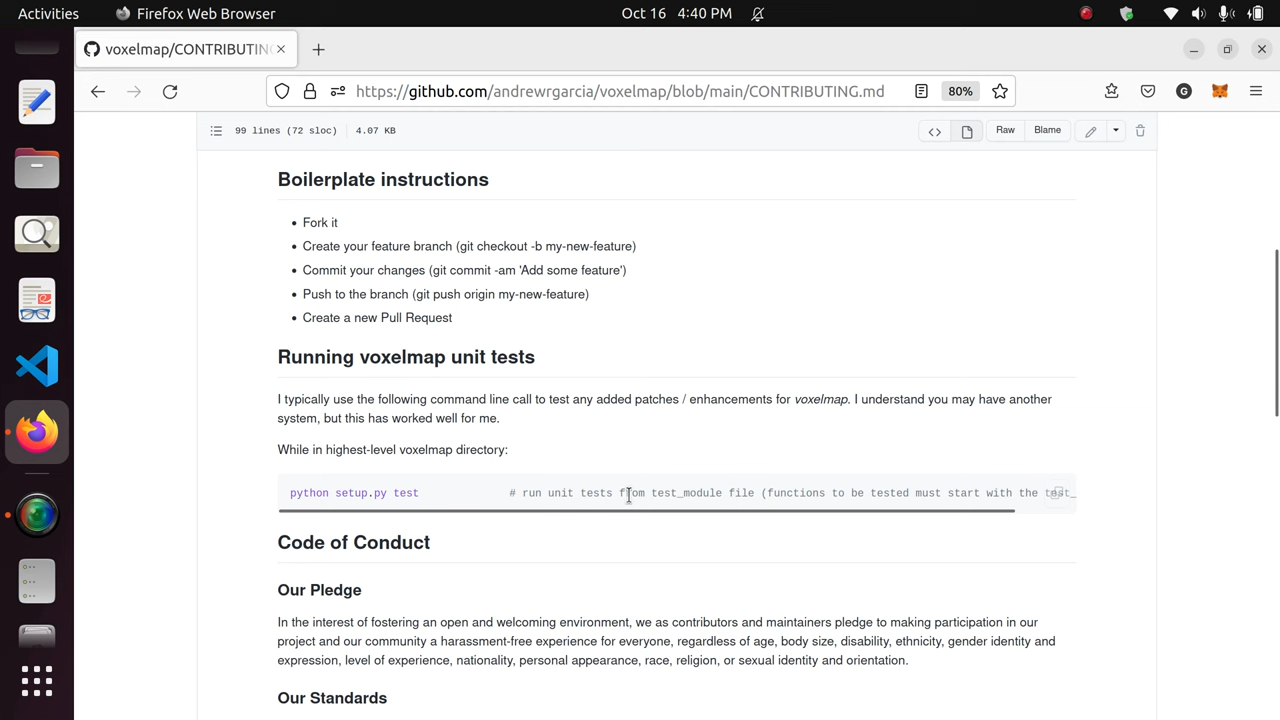 Activities
Firefox Web Browser
Oct 16 4:40 PM
voxelmap/CONTRIBUTIN
https://github.com/andrewrgarcia/voxelmap/blob/main/CONTRIBUTING.md
80%
G
99 lines (72 sloc) 4.07 KB
Raw
Blame
Boilerplate instructions
• Fork it
• Create your feature branch (git checkout -b my-new-feature)
• Commit your changes (git commit -am 'Add some feature')
• Push to the branch (git push origin my-new-feature)
• Create a new Pull Request
Running voxelmap unit tests
I typically use the following command line call to test any added patches / enhancements for voxelmap. I understand you may have another
system, but this has worked well for me.
While in highest-level voxelmap directory:
python setup.py test # run unit tests from test_module file (functions to be tested must start with the test_
Code of Conduct
Our Pledge
In the interest of fostering an open and welcoming environment, we as contributors and maintainers pledge to making participation in our
project and our community a harassment-free experience for everyone, regardless of age, body size, disability, ethnicity, gender identity and
expression, level of experience, nationality, personal appearance, race, religion, or sexual identity and orientation.
Our Standards